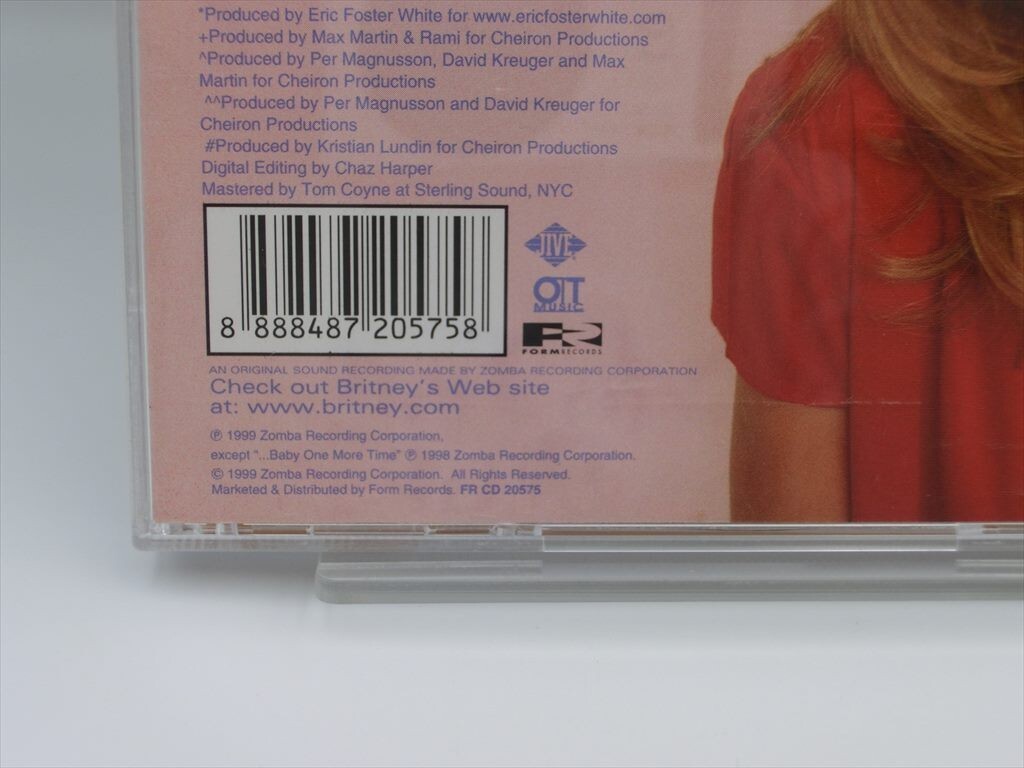 *Produced by Eric Foster White for www.ericfosterwhite.com
+Produced by Max Martin & Rami for Cheiron Productions
^Produced by Per Magnusson, David Kreuger and Max
Martin for Cheiron Productions
^^Produced by Per Magnusson and David Kreuger for
Cheiron Productions
#Produced by Kristian Lundin for Cheiron Productions
Digital Editing by Chaz Harper
Mastered by Tom Coyne at Sterling Sound, NYC
8 888487 205758
JIVE
OIT
MUSIC
FR
FORM RECORDS
AN ORIGINAL SOUND RECORDING MADE BY ZOMBA RECORDING CORPORATION
Check out Britney's Web site
at: www.britney.com
℗ 1999 Zomba Recording Corporation,
except "...Baby One More Time" ℗ 1998 Zomba Recording Corporation.
© 1999 Zomba Recording Corporation. All Rights Reserved.
Marketed & Distributed by Form Records. FR CD 20575